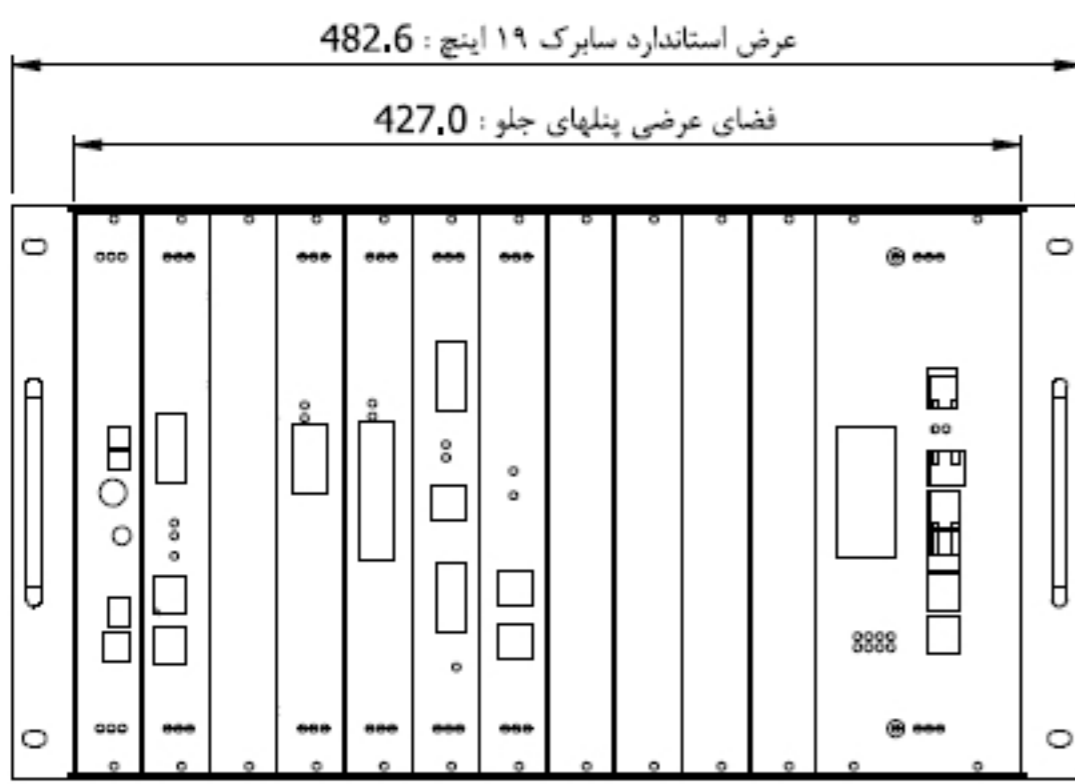 عرض استاندارد سابرک ۱۹ اینچ : 482.6
فضای عرضی پنلهای جلو : 427.0